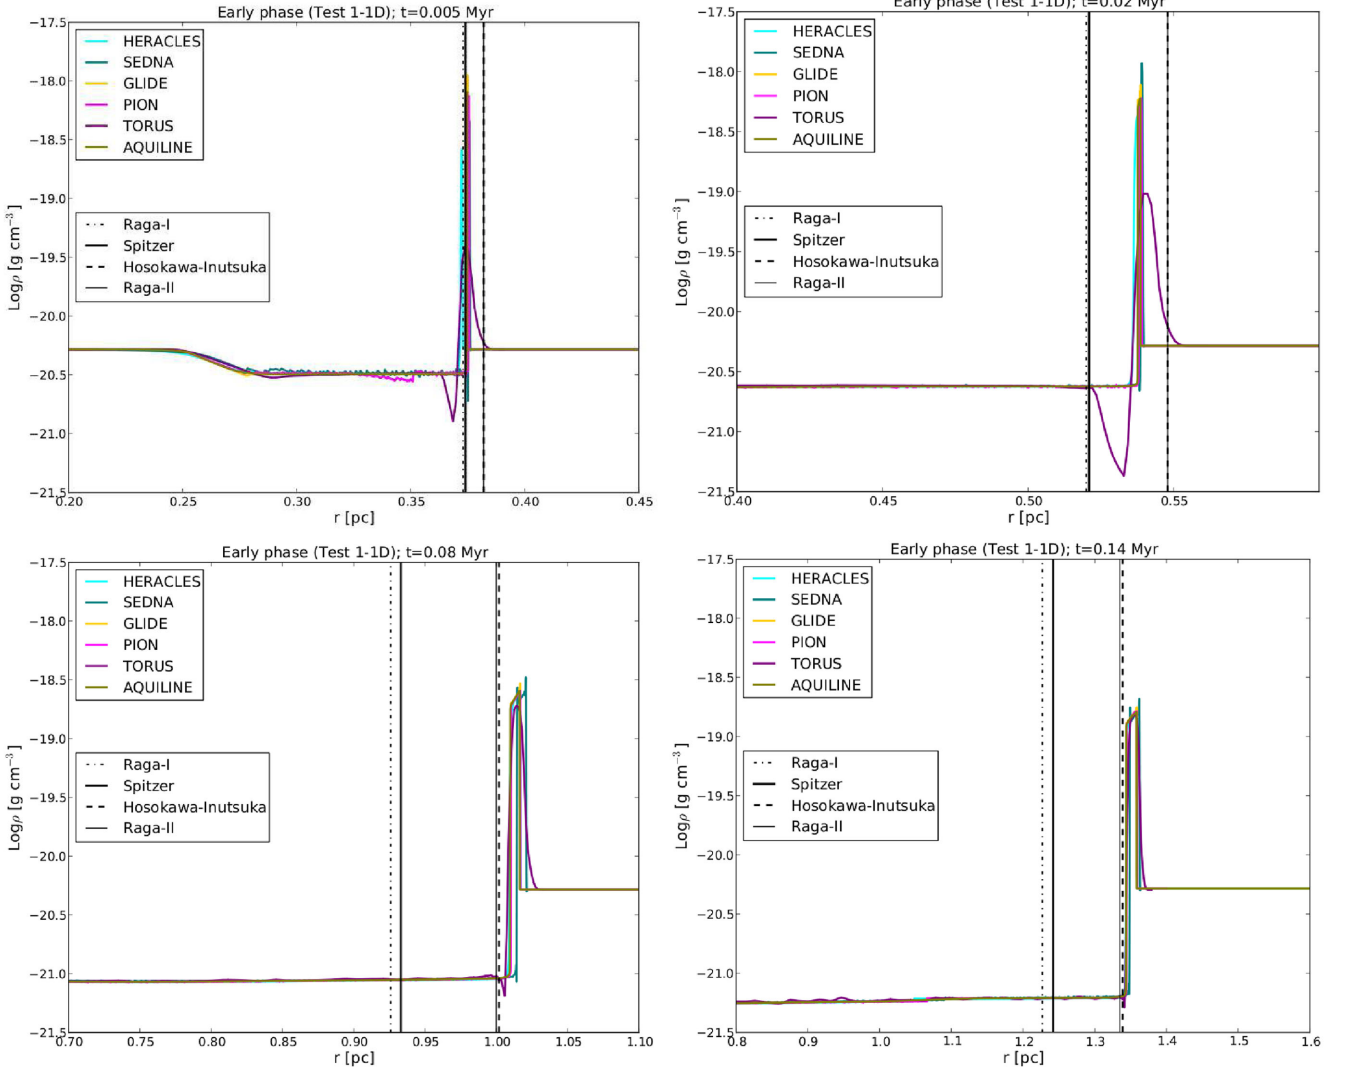 Early phase (Test 1-1D); t=0.005 Myr
−17.5
−18.0
−18.5
−19.0
−19.5
−20.0
−20.5
−21.0
−21.5
Logρ [g cm⁻³]
HERACLES
SEDNA
GLIDE
PION
TORUS
AQUILINE
Raga-I
Spitzer
Hosokawa-Inutsuka
Raga-II
0.20 0.25 0.30 0.35 0.40 0.45
r [pc]
Early phase (Test 1-1D); t=0.02 Myr
−17.5
−18.0
−18.5
−19.0
−19.5
−20.0
−20.5
−21.0
−21.5
Logρ [g cm⁻³]
HERACLES
SEDNA
GLIDE
PION
TORUS
AQUILINE
Raga-I
Spitzer
Hosokawa-Inutsuka
Raga-II
0.40 0.45 0.50 0.55
r [pc]
Early phase (Test 1-1D); t=0.08 Myr
−17.5
−18.0
−18.5
−19.0
−19.5
−20.0
−20.5
−21.0
−21.5
Logρ [g cm⁻³]
HERACLES
SEDNA
GLIDE
PION
TORUS
AQUILINE
Raga-I
Spitzer
Hosokawa-Inutsuka
Raga-II
0.70 0.75 0.80 0.85 0.90 0.95 1.00 1.05 1.10
r [pc]
Early phase (Test 1-1D); t=0.14 Myr
−17.5
−18.0
−18.5
−19.0
−19.5
−20.0
−20.5
−21.0
−21.5
Logρ [g cm⁻³]
HERACLES
SEDNA
GLIDE
PION
TORUS
AQUILINE
Raga-I
Spitzer
Hosokawa-Inutsuka
Raga-II
0.8 0.9 1.0 1.1 1.2 1.3 1.4 1.5 1.6
r [pc]